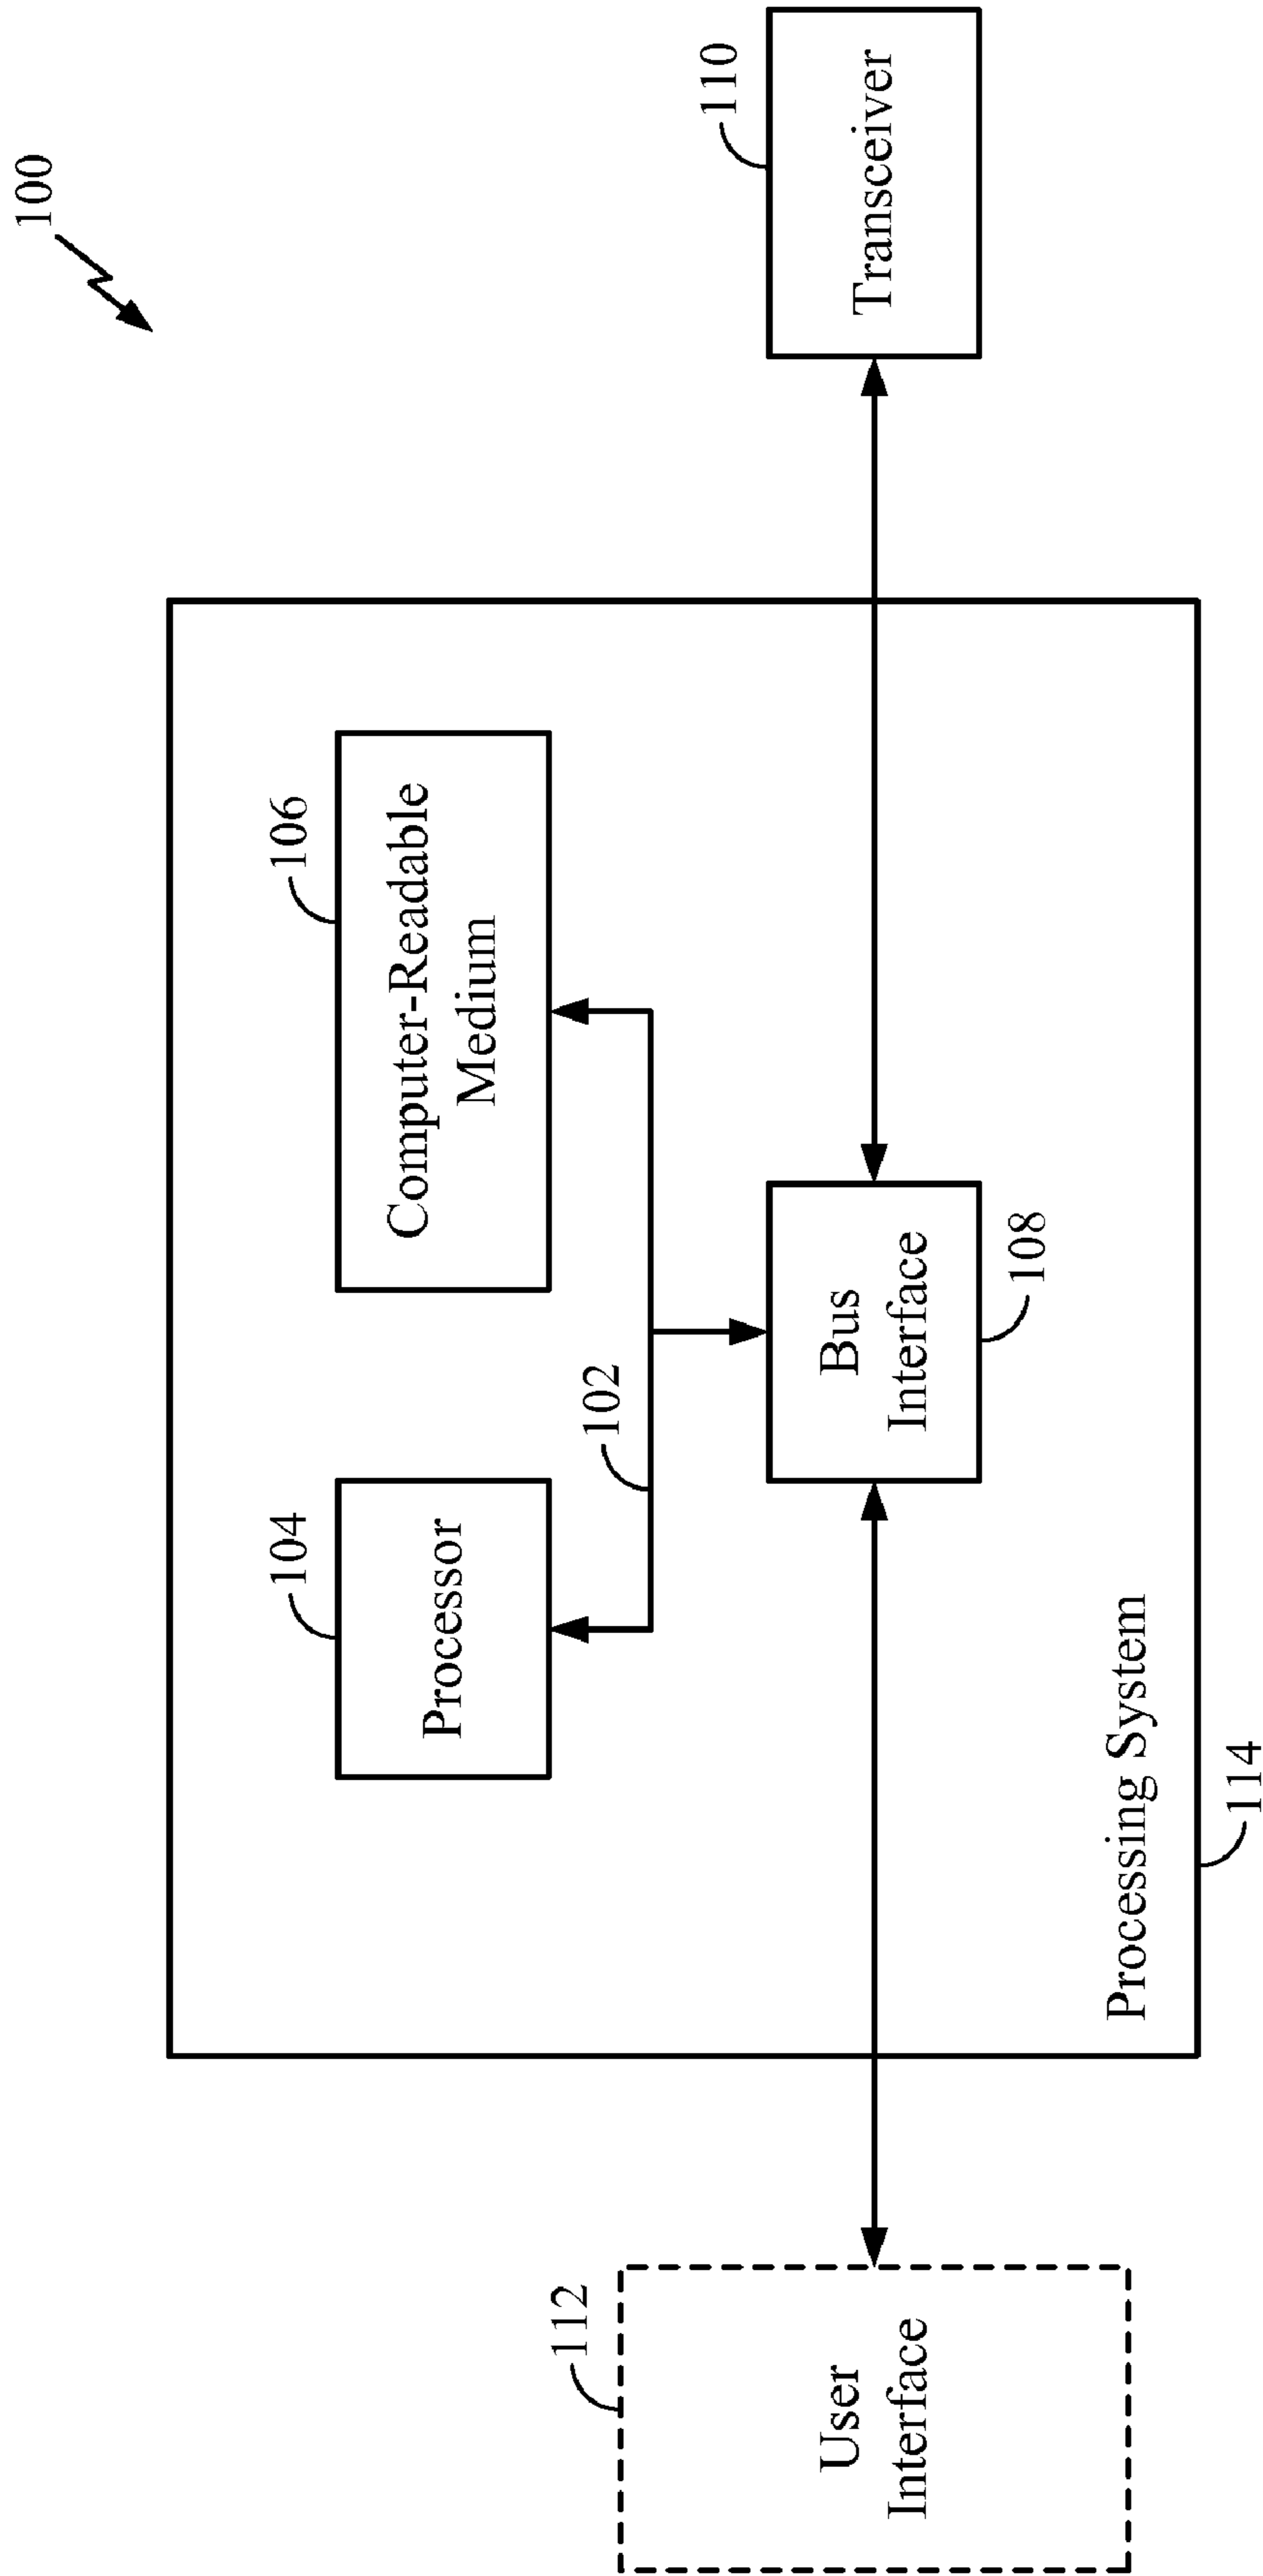 100
104
Processor
106
Computer-Readable
Medium
102
112
User
Interface
Bus
Interface
108
110
Transceiver
Processing System
114